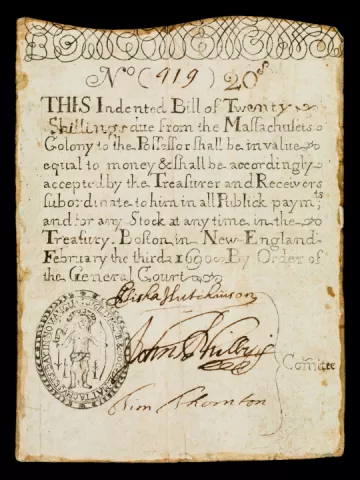 No (919) 20s
THIS Indented Bill of Twenty
Shillings due from the Massachusets
Colony to the Possessor shall be in value
equal to money & shall be accordingly
accepted by the Treasurer and Receivers
subordinate to him in all Publick paymts
and for any Stock at any time in the
Treasury. Boston in New England
February the third 1690. By Order of
the General Court
Elisha Hutchinson
John Phillips
Comitee
Tim Thornton